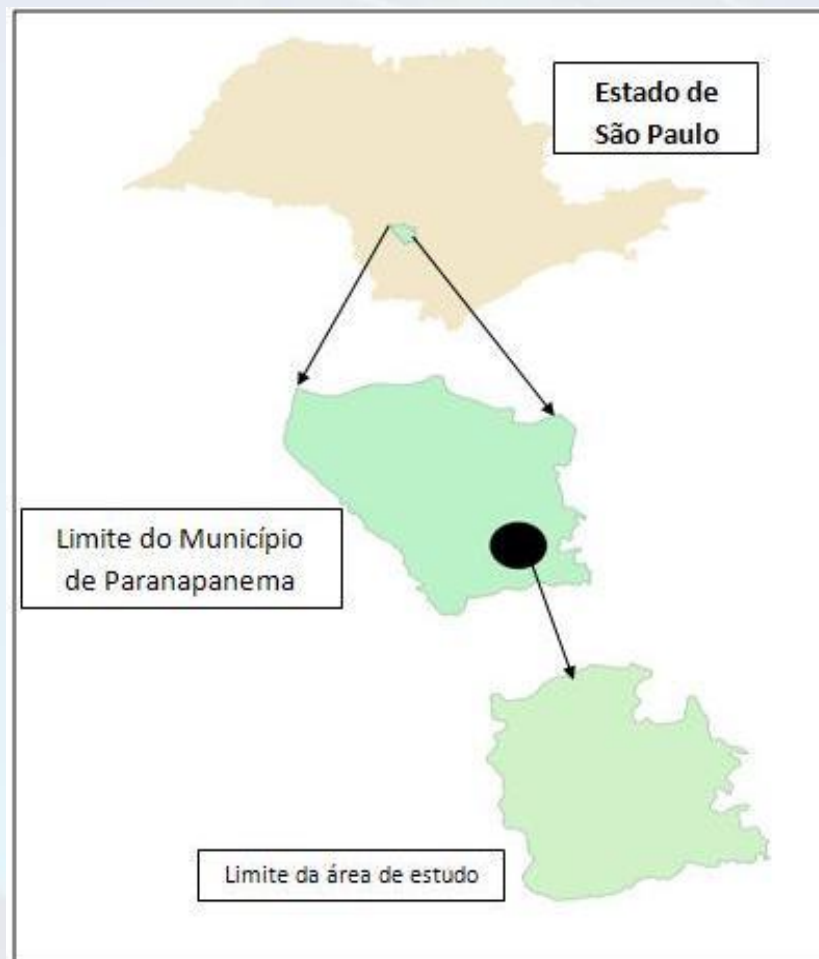 Estado de
São Paulo
Limite do Município
de Paranapanema
Limite da área de estudo